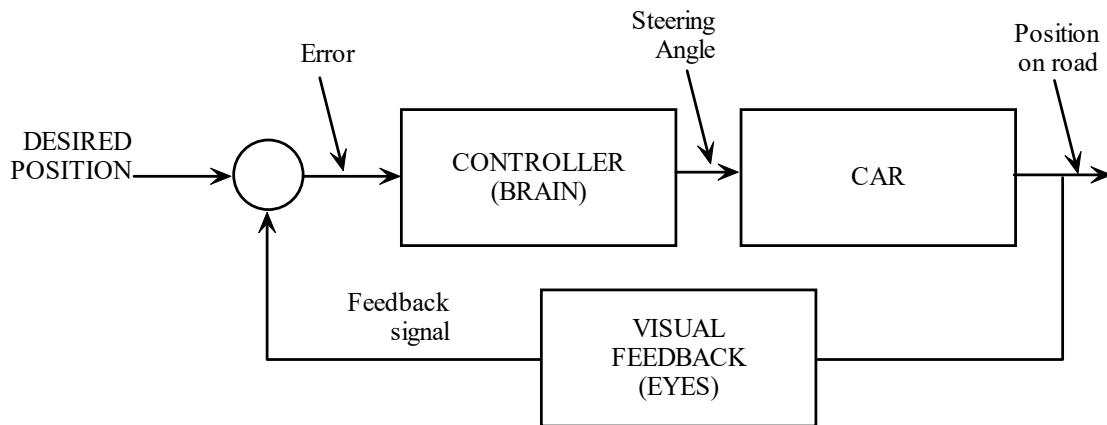 Steering
Angle
Position
on road
Error
DESIRED
POSITION
CONTROLLER
(BRAIN)
CAR
Feedback
signal
VISUAL
FEEDBACK
(EYES)